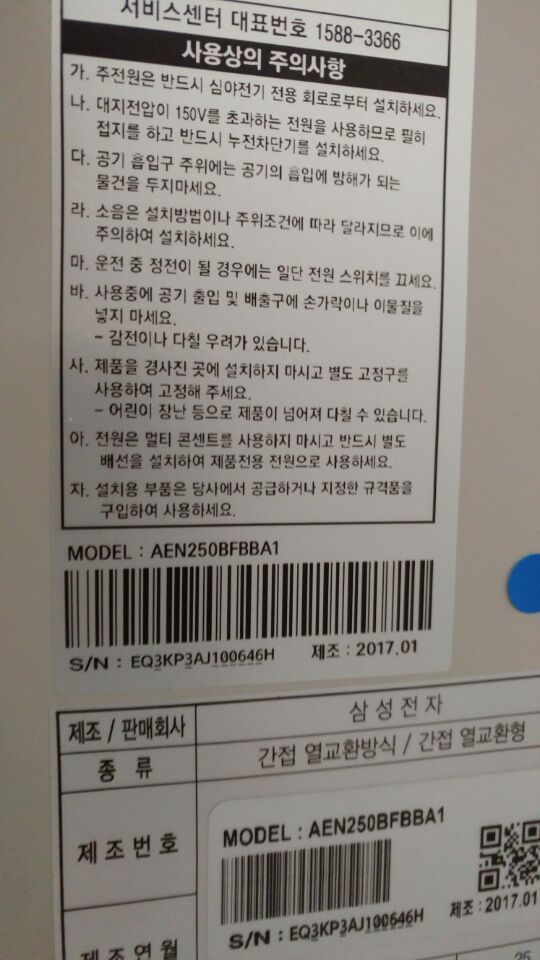 서비스센터 대표번호 1588-3366
사용상의 주의사항
가. 주전원은 반드시 심야전기 전용 회로로부터 설치하세요.
나. 대지전압이 150V를 초과하는 전원을 사용하므로 필히
접지를 하고 반드시 누전차단기를 설치하세요.
다. 공기 흡입구 주위에는 공기의 흡입에 방해가 되는
물건을 두지마세요.
라. 소음은 설치방법이나 주위조건에 따라 달라지므로 이에
주의하여 설치하세요.
마. 운전 중 정전이 될 경우에는 일단 전원 스위치를 끄세요.
바. 사용중에 공기 출입 및 배출구에 손가락이나 이물질을
넣지 마세요.
- 감전이나 다칠 우려가 있습니다.
사. 제품을 경사진 곳에 설치하지 마시고 별도 고정구를
사용하여 고정해 주세요.
- 어린이 장난 등으로 제품이 넘어져 다칠 수 있습니다.
아. 전원은 멀티 콘센트를 사용하지 마시고 반드시 별도
배선을 설치하여 제품전용 전원으로 사용하세요.
자. 설치용 부품은 당사에서 공급하거나 지정한 규격품을
구입하여 사용하세요.
MODEL : AEN250BFBBA1
S/N : EQ3KP3AJ100646H 제조 : 2017.01
제조 / 판매회사 삼성전자
종 류 간접 열교환방식 / 간접 열교환형
제조번호
MODEL : AEN250BFBBA1
S/N : EQ3KP3AJ100646H 제조 : 2017.01
제조연월